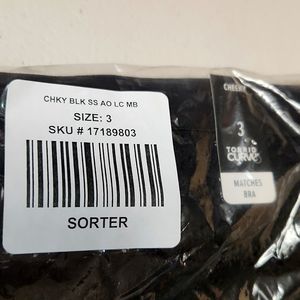 CHKY BLK SS AO LC MB
SIZE: 3
SKU # 17189803
SORTER
CHEEKY
3
TORRID
CURVE
MATCHES
BRA